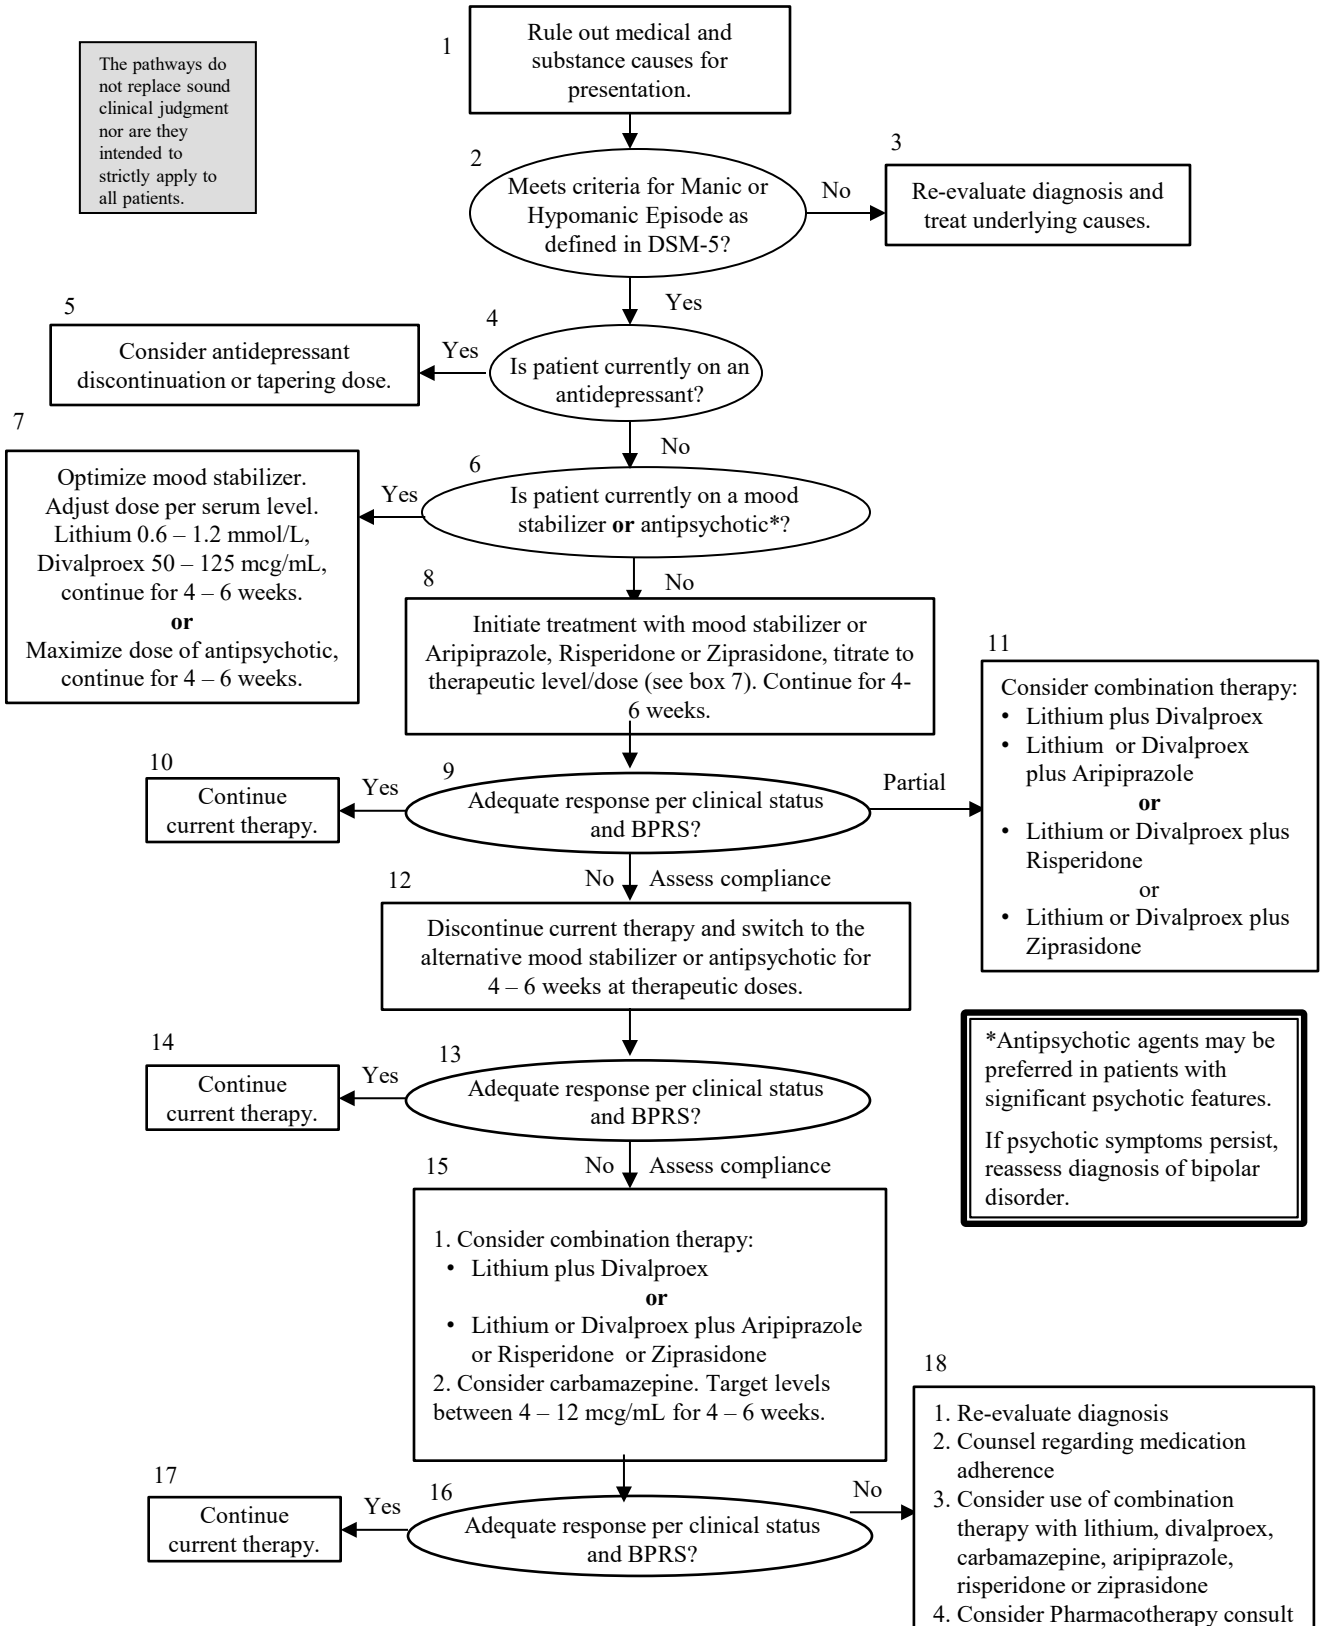 1
Rule out medical and
substance causes for
presentation.
The pathways do
not replace sound
clinical judgment
nor are they
intended to
strictly apply to
all patients.
2
Meets criteria for Manic or
Hypomanic Episode as
defined in DSM-5?
No
3
Re-evaluate diagnosis and
treat underlying causes.
Yes
4
Is patient currently on an
antidepressant?
Yes
5
Consider antidepressant
discontinuation or tapering dose.
No
6
Is patient currently on a mood
stabilizer or antipsychotic*?
Yes
7
Optimize mood stabilizer.
Adjust dose per serum level.
Lithium 0.6 – 1.2 mmol/L,
Divalproex 50 – 125 mcg/mL,
continue for 4 – 6 weeks.
or
Maximize dose of antipsychotic,
continue for 4 – 6 weeks.
No
8
Initiate treatment with mood stabilizer or
Aripiprazole, Risperidone or Ziprasidone, titrate to
therapeutic level/dose (see box 7). Continue for 4-
6 weeks.
9
Adequate response per clinical status
and BPRS?
Yes
10
Continue
current therapy.
Partial
11
Consider combination therapy:
• Lithium plus Divalproex
• Lithium or Divalproex
plus Aripiprazole
or
• Lithium or Divalproex plus
Risperidone
or
• Lithium or Divalproex plus
Ziprasidone
No Assess compliance
12
Discontinue current therapy and switch to the
alternative mood stabilizer or antipsychotic for
4 – 6 weeks at therapeutic doses.
*Antipsychotic agents may be
preferred in patients with
significant psychotic features.
If psychotic symptoms persist,
reassess diagnosis of bipolar
disorder.
13
Adequate response per clinical status
and BPRS?
Yes
14
Continue
current therapy.
No Assess compliance
15
1. Consider combination therapy:
• Lithium plus Divalproex
or
• Lithium or Divalproex plus Aripiprazole
or Risperidone or Ziprasidone
2. Consider carbamazepine. Target levels
between 4 – 12 mcg/mL for 4 – 6 weeks.
16
Adequate response per clinical status
and BPRS?
Yes
17
Continue
current therapy.
No
18
1. Re-evaluate diagnosis
2. Counsel regarding medication
adherence
3. Consider use of combination
therapy with lithium, divalproex,
carbamazepine, aripiprazole,
risperidone or ziprasidone
4. Consider Pharmacotherapy consult